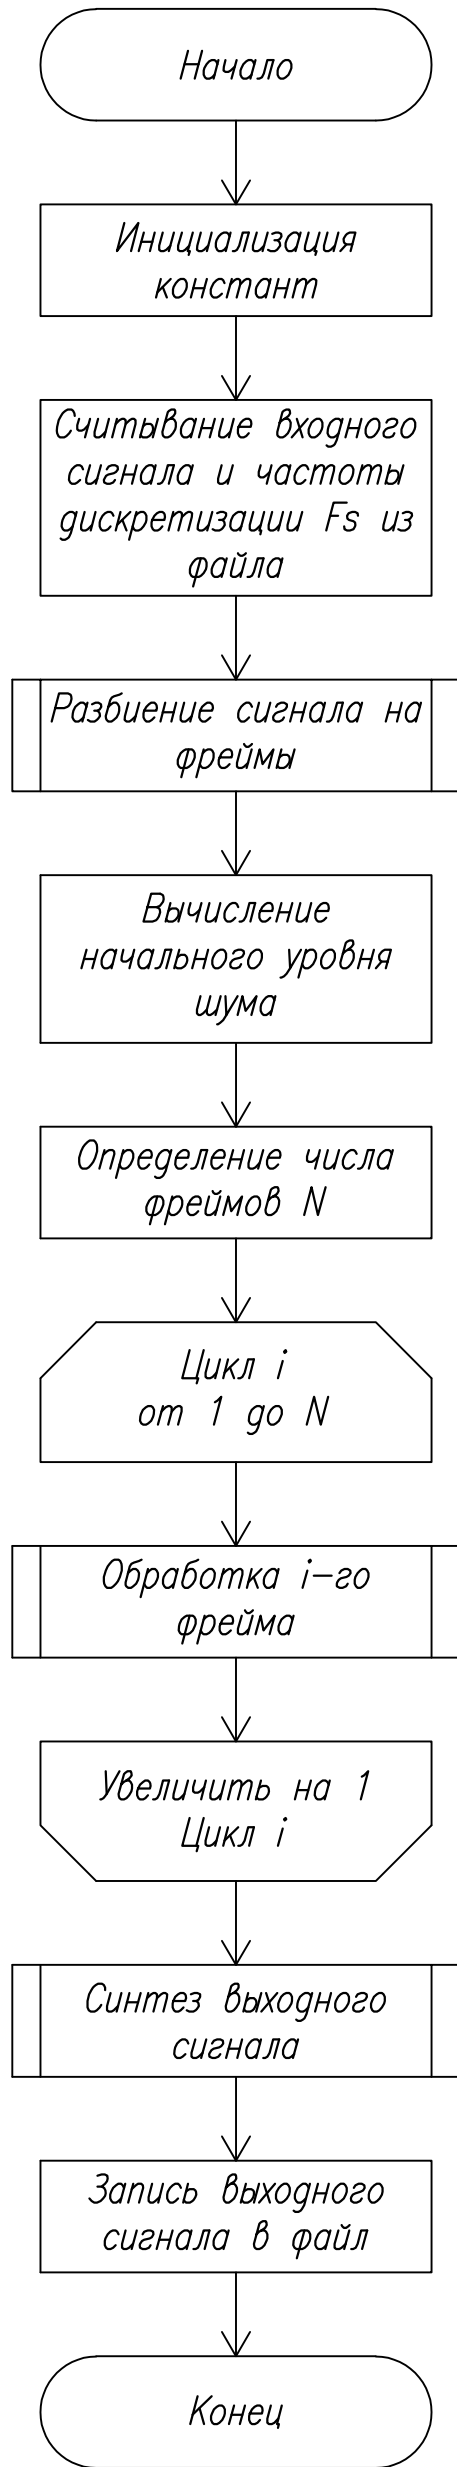 Начало
Инициализация
констант
Считывание входного
сигнала и частоты
дискретизации Fs из
файла
Разбиение сигнала на
фреймы
Вычисление
начального уровня
шума
Определение числа
фреймов N
Цикл i
от 1 до N
Обработка i-го
фрейма
Увеличить на 1
Цикл i
Синтез выходного
сигнала
Запись выходного
сигнала в файл
Конец